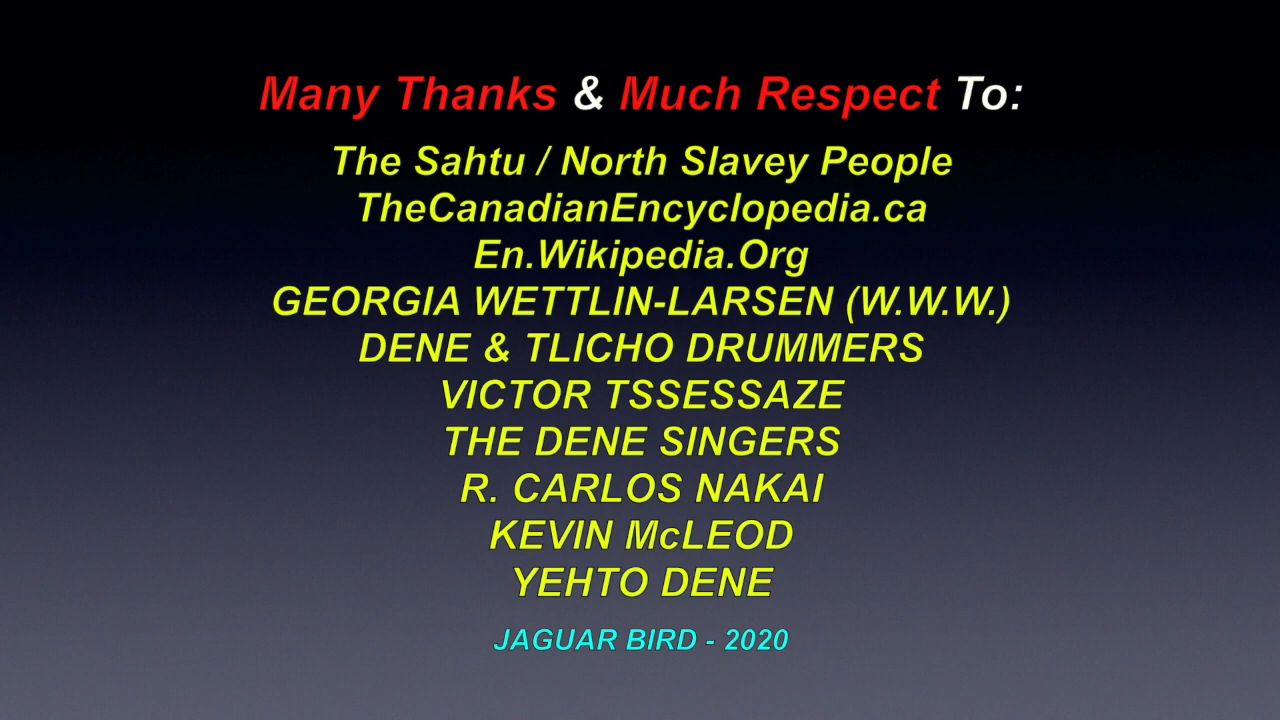 Many Thanks & Much Respect To:
The Sahtu / North Slavey People
TheCanadianEncyclopedia.ca
En.Wikipedia.Org
GEORGIA WETTLIN-LARSEN (W.W.W.)
DENE & TLICHO DRUMMERS
VICTOR TSSESSAZE
THE DENE SINGERS
R. CARLOS NAKAI
KEVIN McLEOD
YEHTO DENE
JAGUAR BIRD - 2020